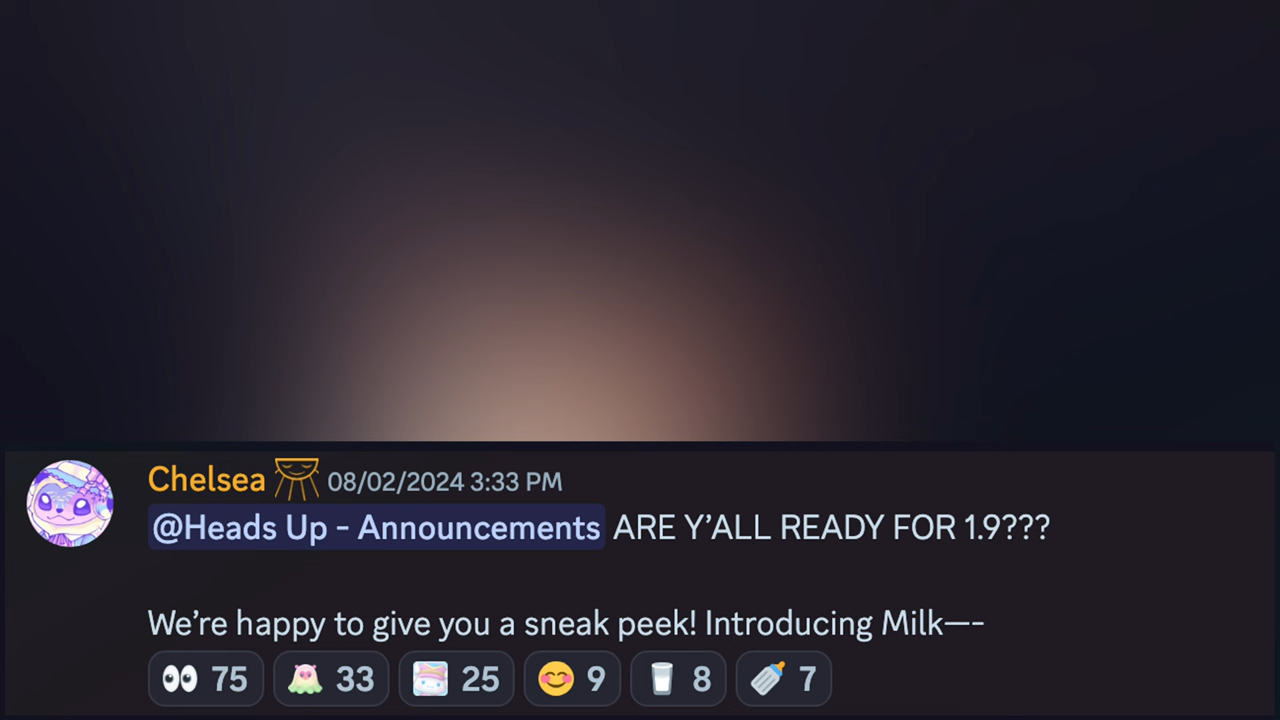 Chelsea 08/02/2024 3:33 PM
@Heads Up - Announcements ARE Y’ALL READY FOR 1.9???
We’re happy to give you a sneak peek! Introducing Milk—-
75 33 25 9 8 7